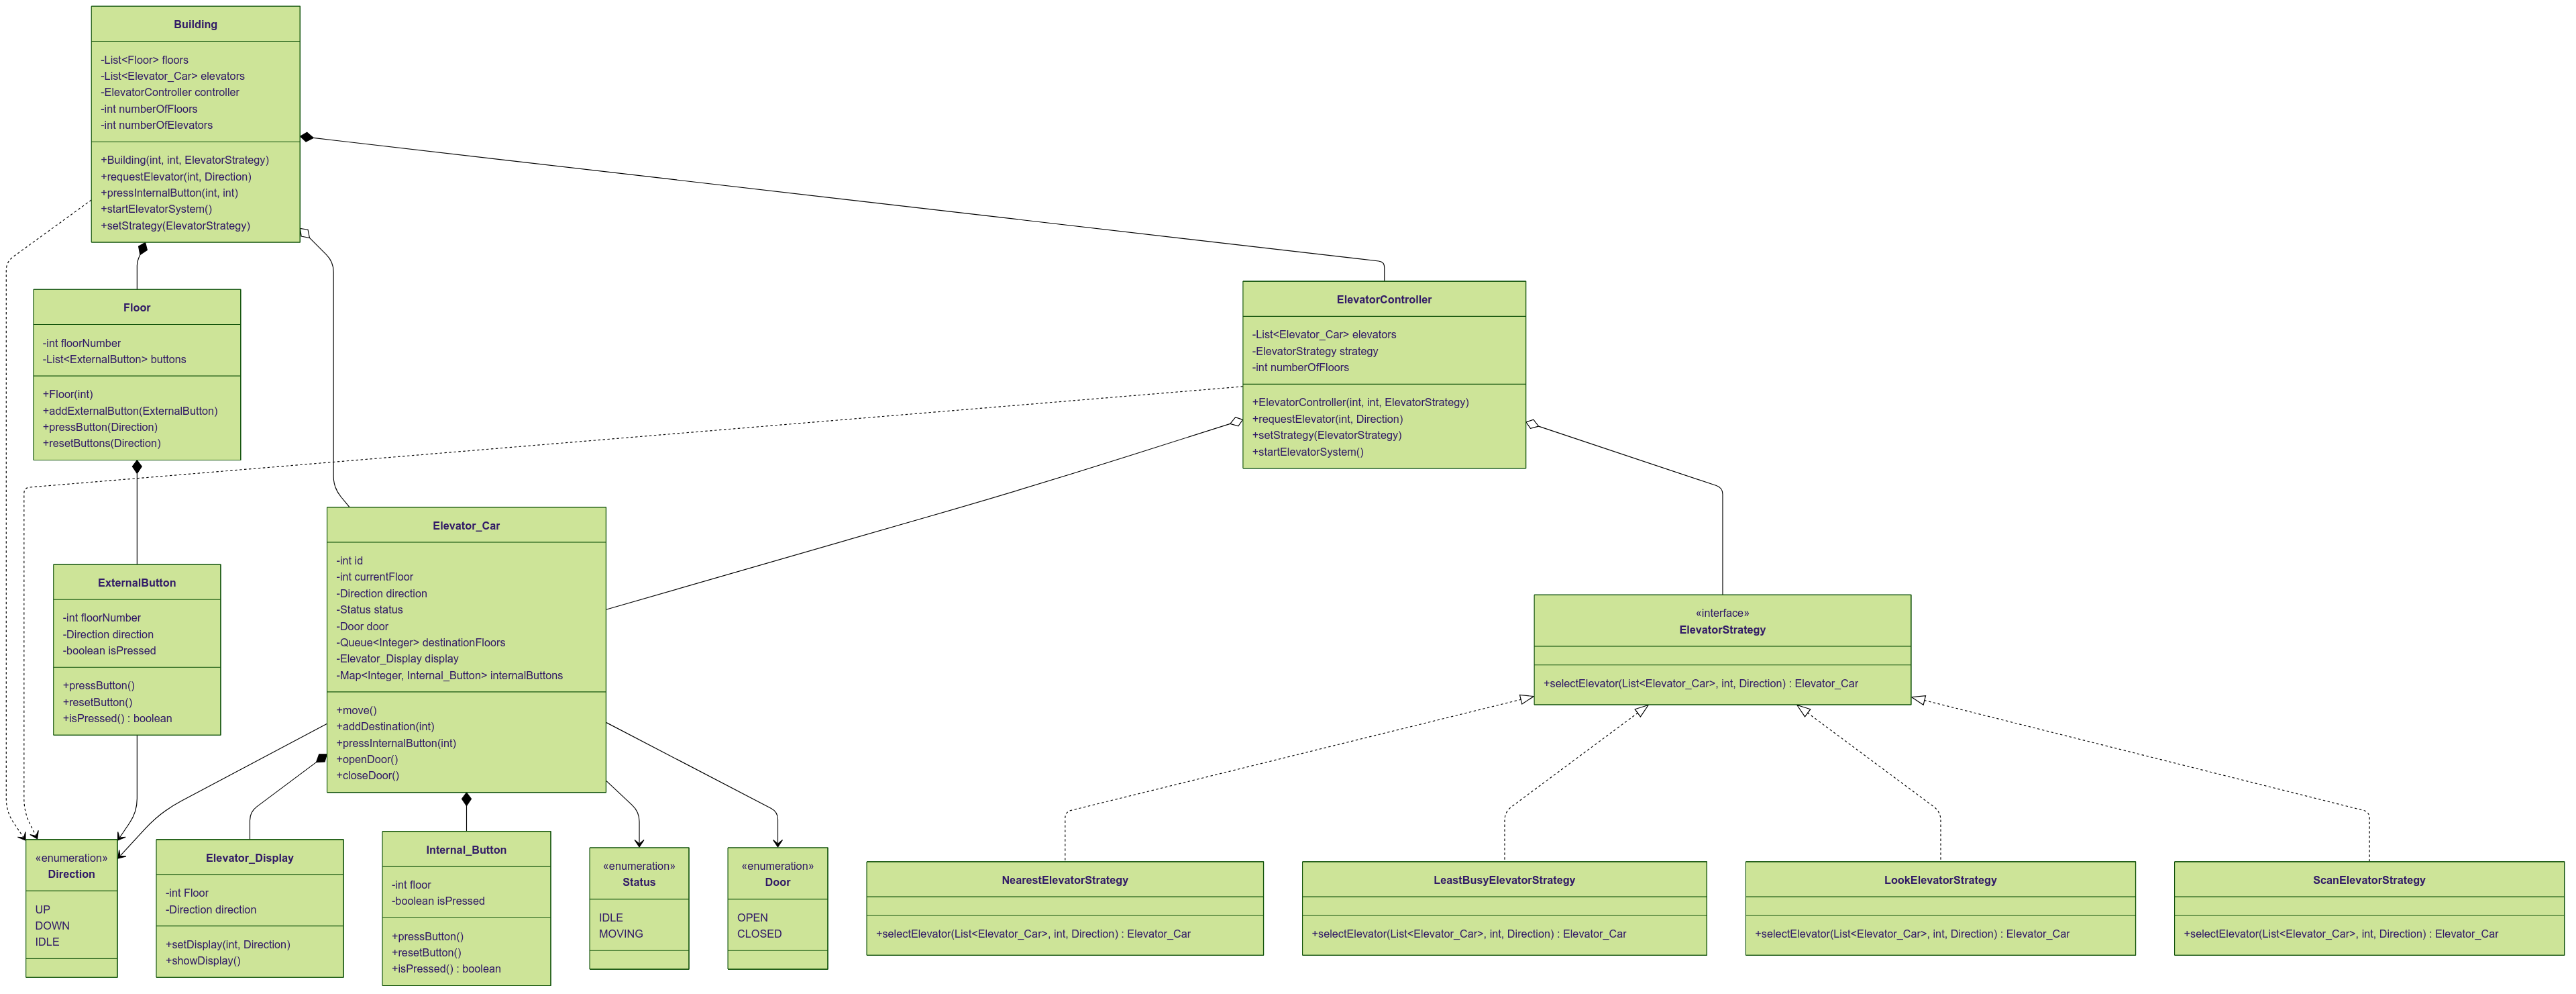 Building
-List<Floor> floors
-List<Elevator_Car> elevators
-ElevatorController controller
-int numberOfFloors
-int numberOfElevators
+Building(int, int, ElevatorStrategy)
+requestElevator(int, Direction)
+pressInternalButton(int, int)
+startElevatorSystem()
+setStrategy(ElevatorStrategy)
Floor
-int floorNumber
-List<ExternalButton> buttons
+Floor(int)
+addExternalButton(ExternalButton)
+pressButton(Direction)
+resetButtons(Direction)
ElevatorController
-List<Elevator_Car> elevators
-ElevatorStrategy strategy
-int numberOfFloors
+ElevatorController(int, int, ElevatorStrategy)
+requestElevator(int, Direction)
+setStrategy(ElevatorStrategy)
+startElevatorSystem()
ExternalButton
-int floorNumber
-Direction direction
-boolean isPressed
+pressButton()
+resetButton()
+isPressed() : boolean
Elevator_Car
-int id
-int currentFloor
-Direction direction
-Status status
-Door door
-Queue<Integer> destinationFloors
-Elevator_Display display
-Map<Integer, Internal_Button> internalButtons
+move()
+addDestination(int)
+pressInternalButton(int)
+openDoor()
+closeDoor()
«interface»
ElevatorStrategy
+selectElevator(List<Elevator_Car>, int, Direction) : Elevator_Car
«enumeration»
Direction
UP
DOWN
IDLE
Elevator_Display
-int Floor
-Direction direction
+setDisplay(int, Direction)
+showDisplay()
Internal_Button
-int floor
-boolean isPressed
+pressButton()
+resetButton()
+isPressed() : boolean
«enumeration»
Status
IDLE
MOVING
«enumeration»
Door
OPEN
CLOSED
NearestElevatorStrategy
+selectElevator(List<Elevator_Car>, int, Direction) : Elevator_Car
LeastBusyElevatorStrategy
+selectElevator(List<Elevator_Car>, int, Direction) : Elevator_Car
LookElevatorStrategy
+selectElevator(List<Elevator_Car>, int, Direction) : Elevator_Car
ScanElevatorStrategy
+selectElevator(List<Elevator_Car>, int, Direction) : Elevator_Car